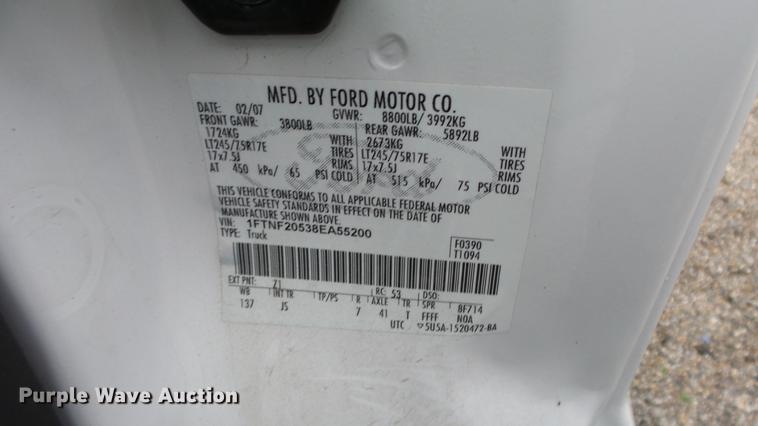 MFD. BY FORD MOTOR CO.
DATE: 02/07 GVWR: 8800LB/ 3992KG
FRONT GAWR: 3800LB REAR GAWR: 5892LB
1724KG WITH 2673KG WITH
LT245/75R17E TIRES LT245/75R17E TIRES
17x7.5J RIMS 17x7.5J RIMS
AT 450 kPa/ 65 PSI COLD AT 515 kPa/ 75 PSI COLD
THIS VEHICLE CONFORMS TO ALL APPLICABLE FEDERAL MOTOR
VEHICLE SAFETY STANDARDS IN EFFECT ON THE DATE OF
MANUFACTURE SHOWN ABOVE.
VIN: 1FTNF20538EA55200
TYPE: Truck
F0390
T1094
EXT PNT: Z1 RC: 53 DSO:
WB INT TR TP/PS R AXLE TR SPR 8F714
137 JS 7 41 T FFFF N0A
UTC 5U5A-1520472-BA
Ford
Purple Wave Auction